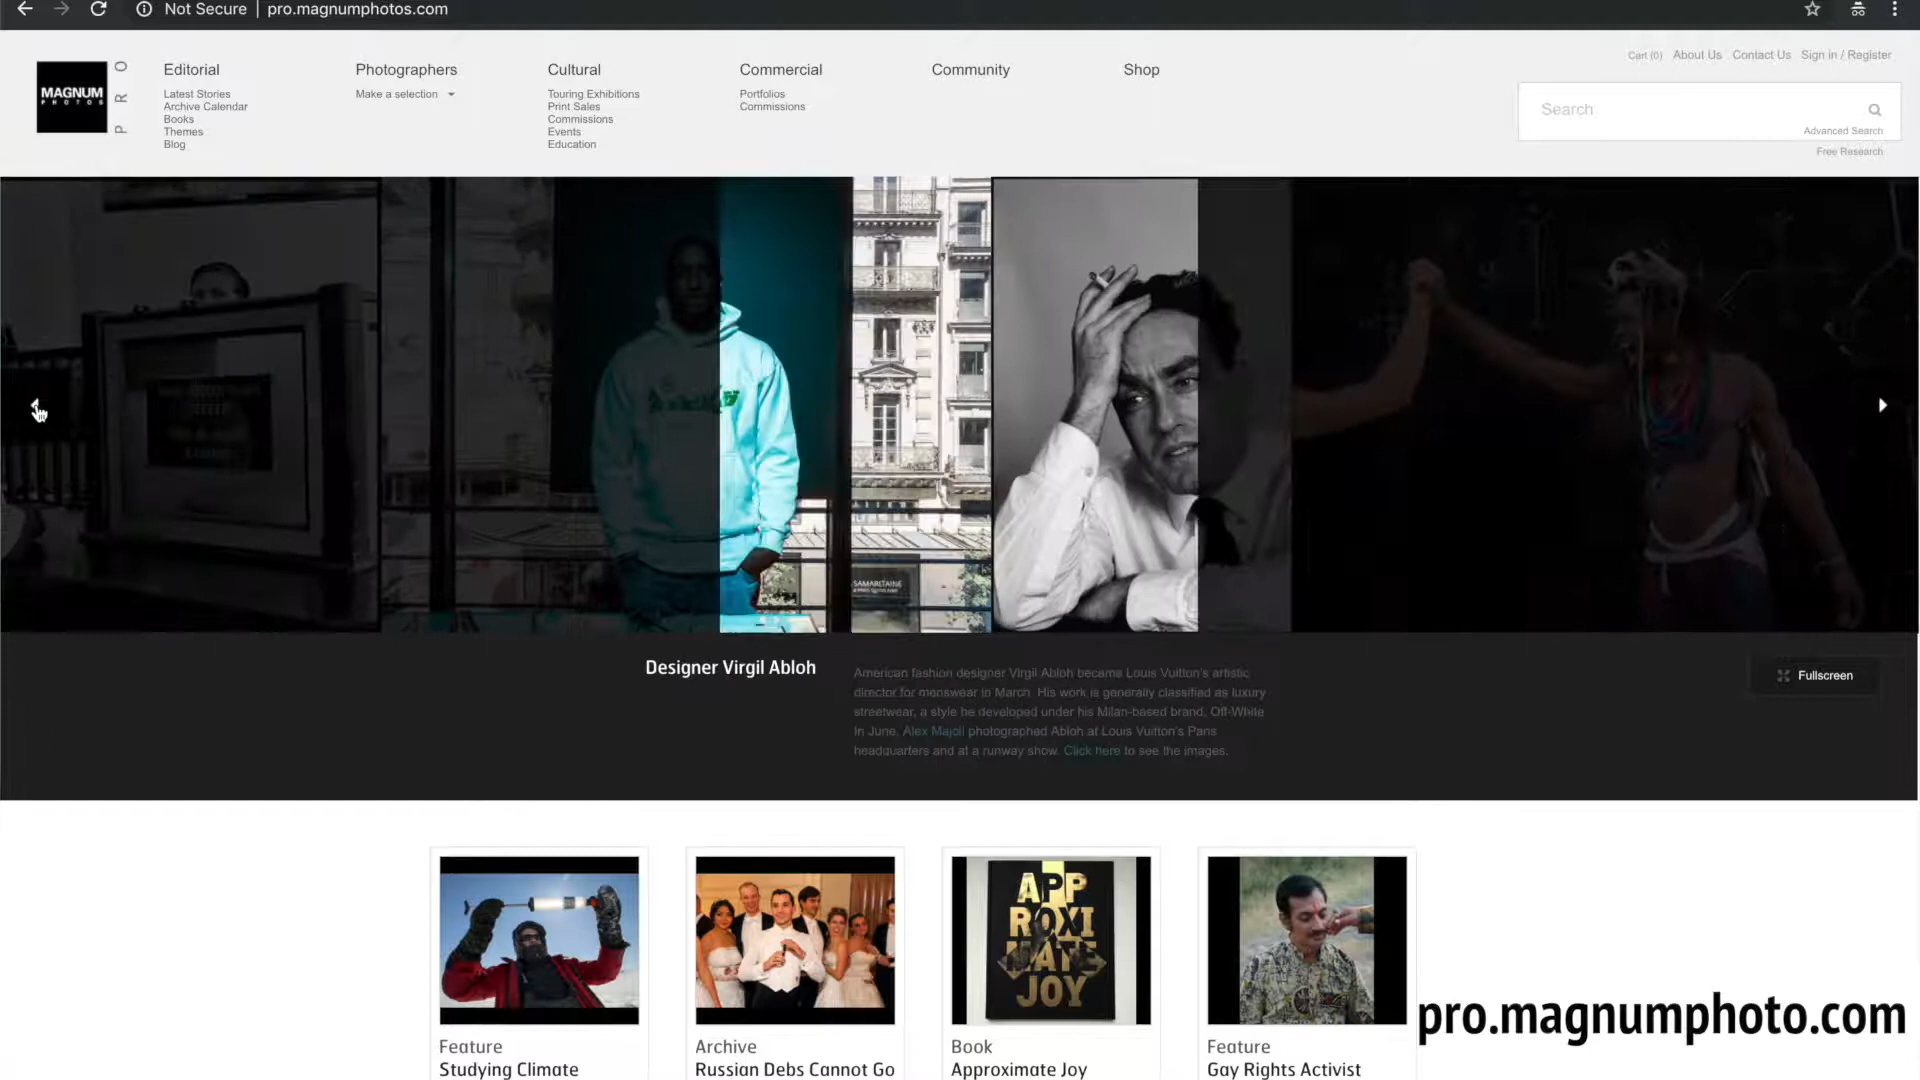 Not Secure | pro.magnumphotos.com
Cart (0) About Us Contact Us Sign in / Register
MAGNUM
PHOTOS
PRO
Editorial
Latest Stories
Archive Calendar
Books
Themes
Blog
Photographers
Make a selection
Cultural
Touring Exhibitions
Print Sales
Commissions
Events
Education
Commercial
Portfolios
Commissions
Community
Shop
Search
Advanced Search
Free Research
SAMARITAINE
Designer Virgil Abloh
American fashion designer Virgil Abloh became Louis Vuitton's artistic
director for menswear in March. His work is generally classified as luxury
streetwear, a style he developed under his Milan-based brand, Off-White
In June, Alex Majoli photographed Abloh at Louis Vuitton's Paris
headquarters and at a runway show. Click here to see the images.
Fullscreen
APP
ROXI
MATE
JOY
Feature
Studying Climate
Archive
Russian Debs Cannot Go
Book
Approximate Joy
Feature
Gay Rights Activist
pro.magnumphoto.com